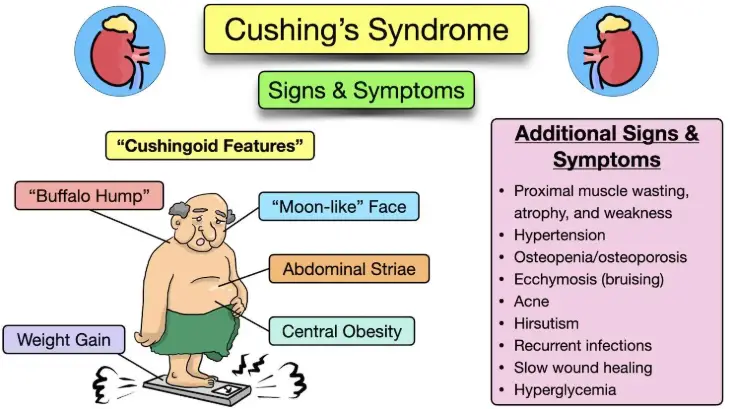 Cushing’s Syndrome
Signs & Symptoms
“Cushingoid Features”
“Buffalo Hump”
“Moon-like” Face
Abdominal Striae
Central Obesity
Weight Gain
Additional Signs &
Symptoms
• Proximal muscle wasting,
atrophy, and weakness
• Hypertension
• Osteopenia/osteoporosis
• Ecchymosis (bruising)
• Acne
• Hirsutism
• Recurrent infections
• Slow wound healing
• Hyperglycemia